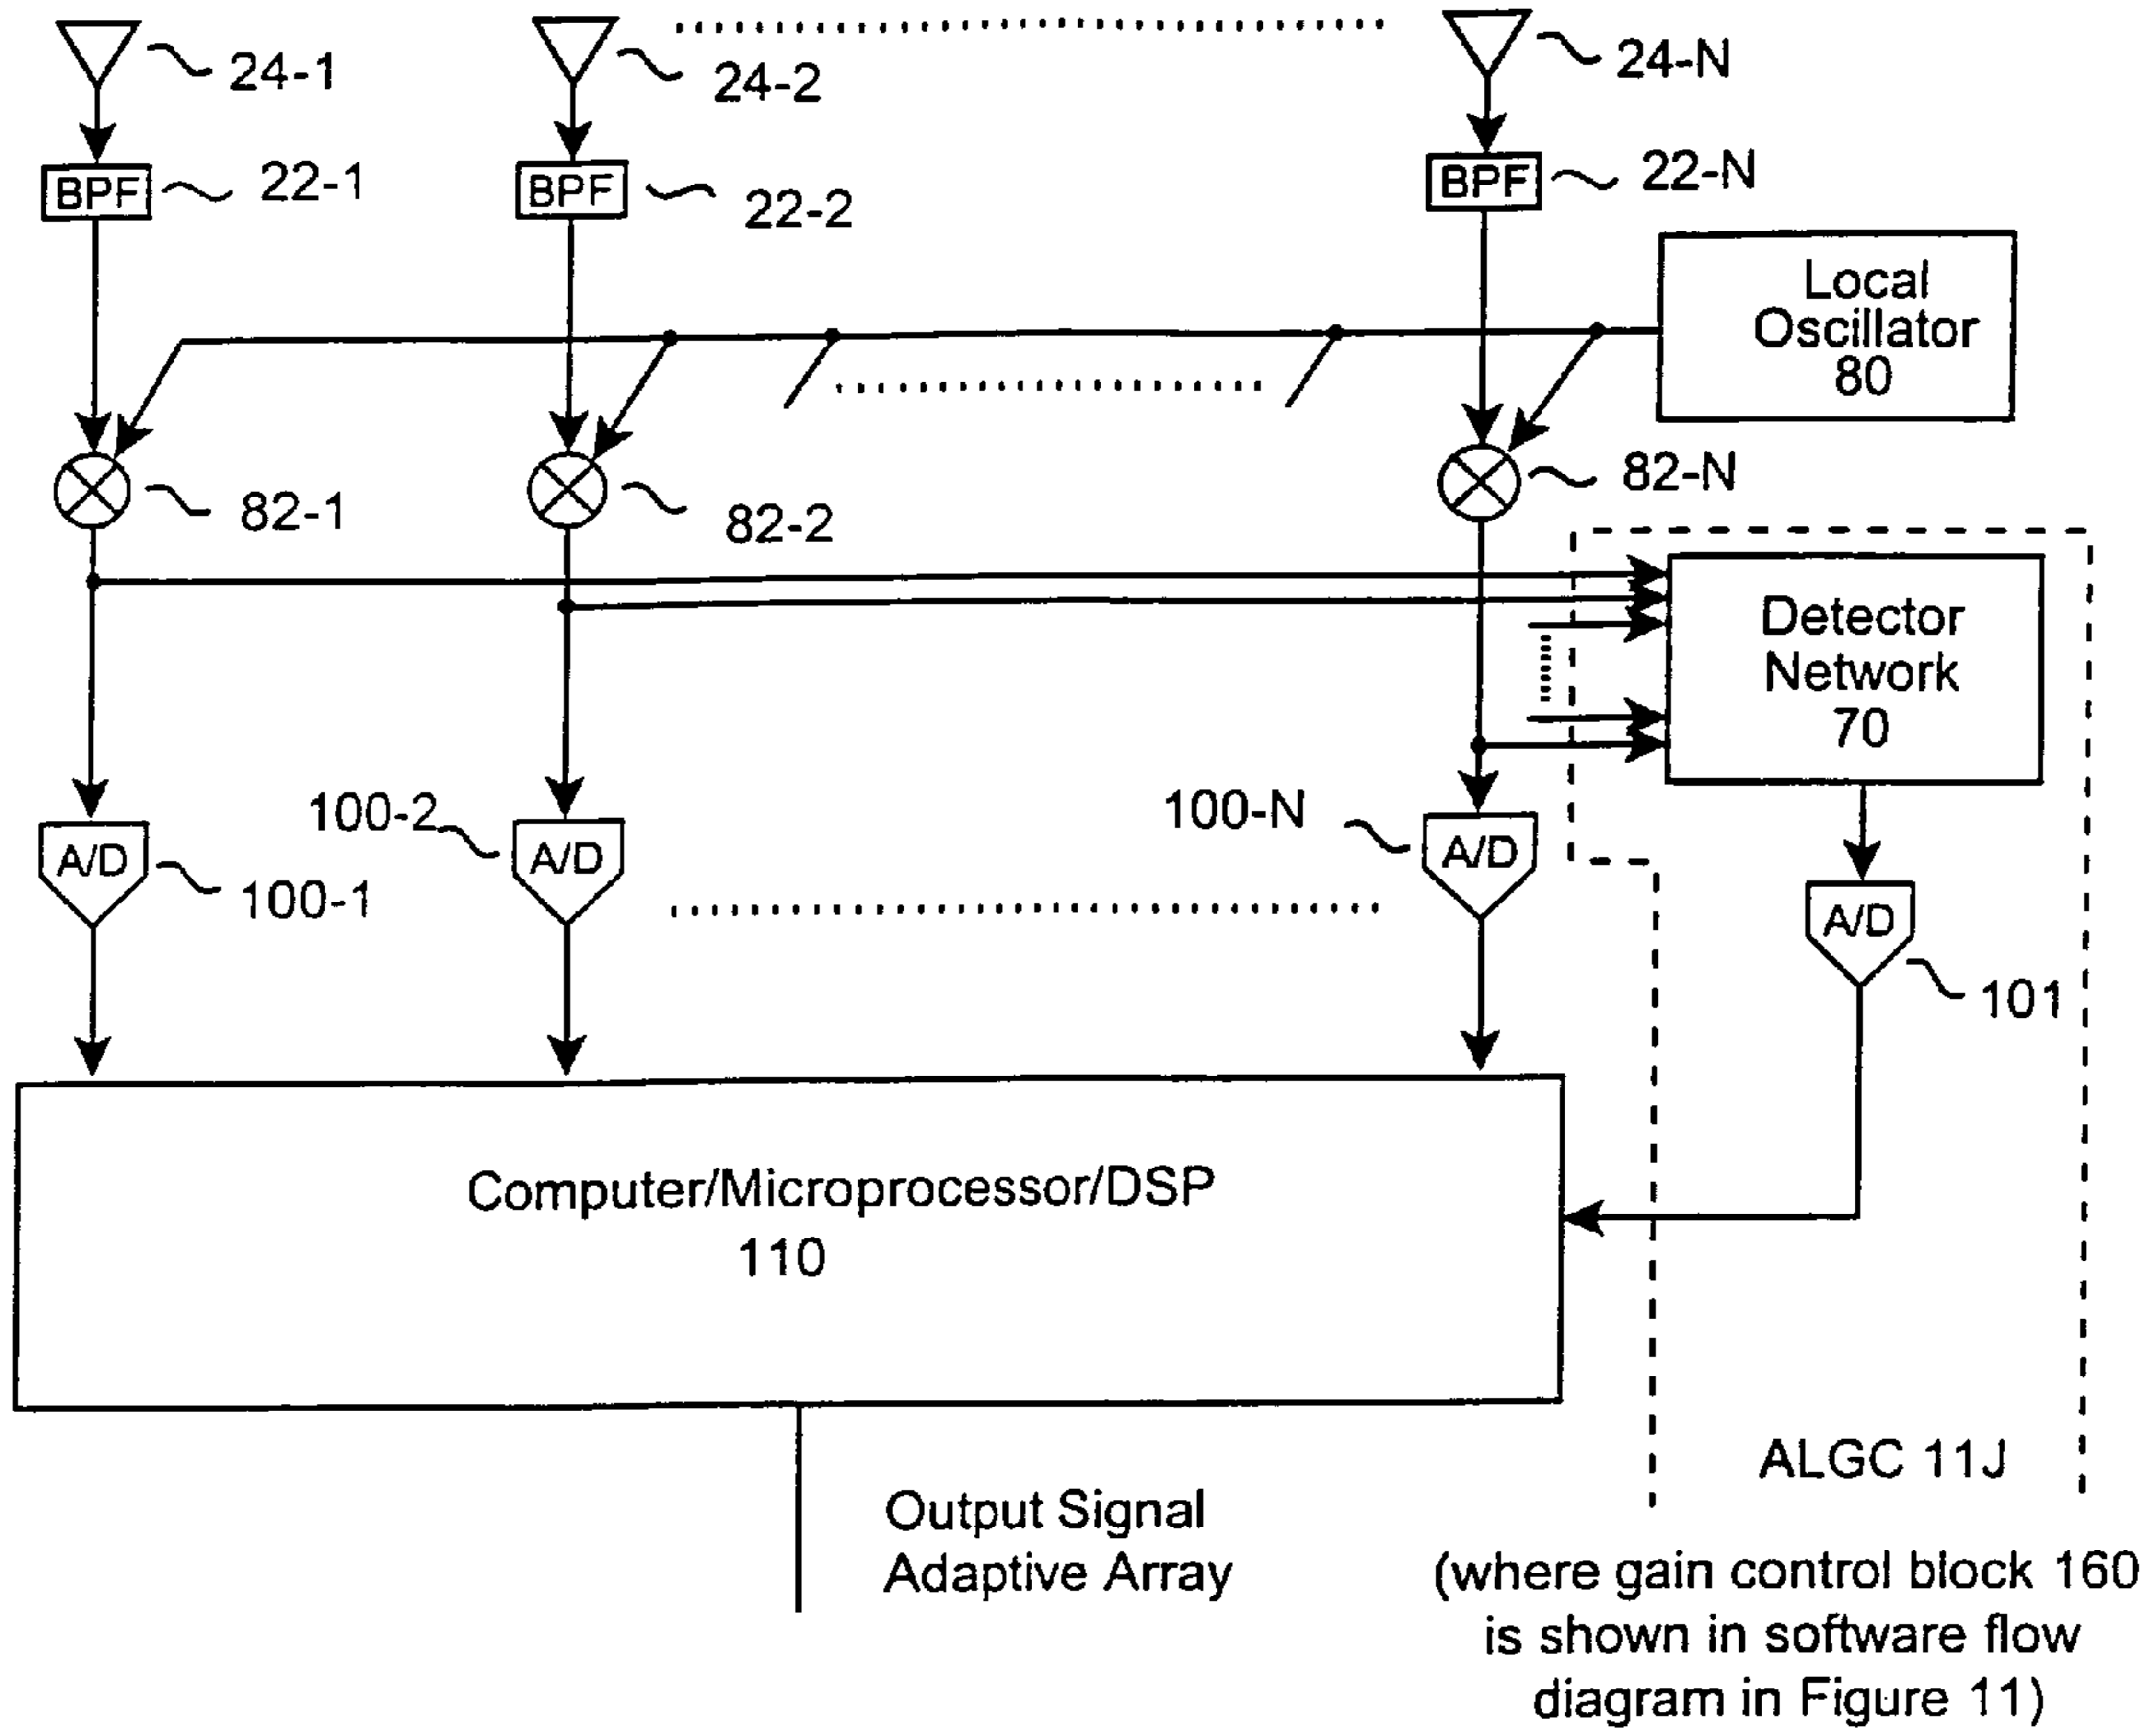 24-1
24-2
24-N
BPF
22-1
BPF
22-2
BPF
22-N
Local
Oscillator
80
82-1
82-2
82-N
Detector
Network
70
A/D
100-1
100-2
A/D
100-N
A/D
A/D
101
Computer/Microprocessor/DSP
110
ALGC 11J
Output Signal
Adaptive Array
(where gain control block 160
is shown in software flow
diagram in Figure 11)